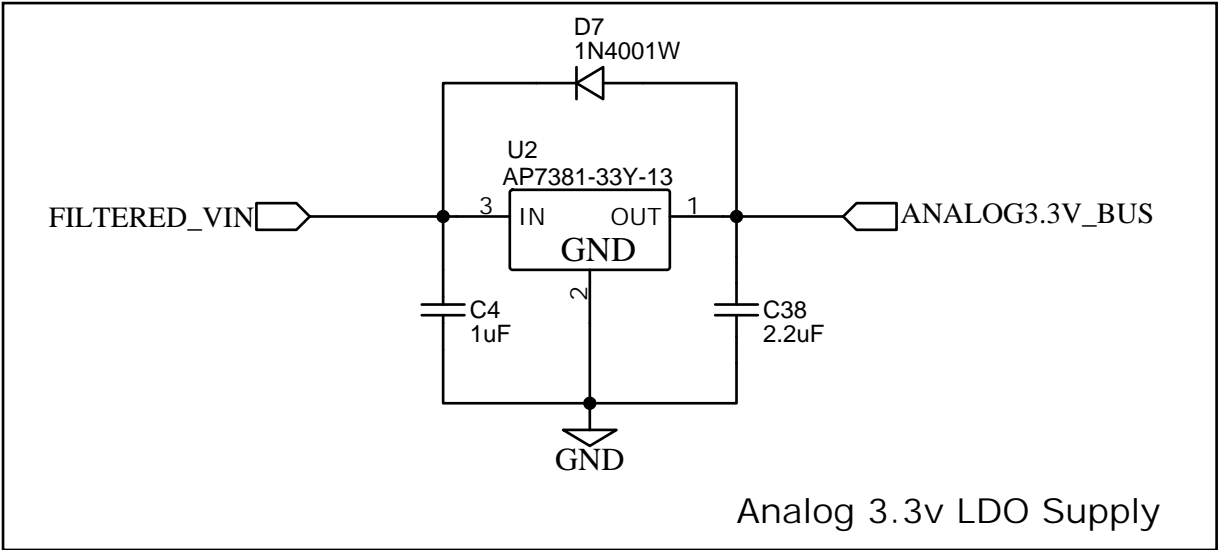 D7
1N4001W
U2
AP7381-33Y-13
FILTERED_VIN
3
IN
OUT
1
ANALOG3.3V_BUS
GND
2
C4
1uF
C38
2.2uF
GND
Analog 3.3v LDO Supply